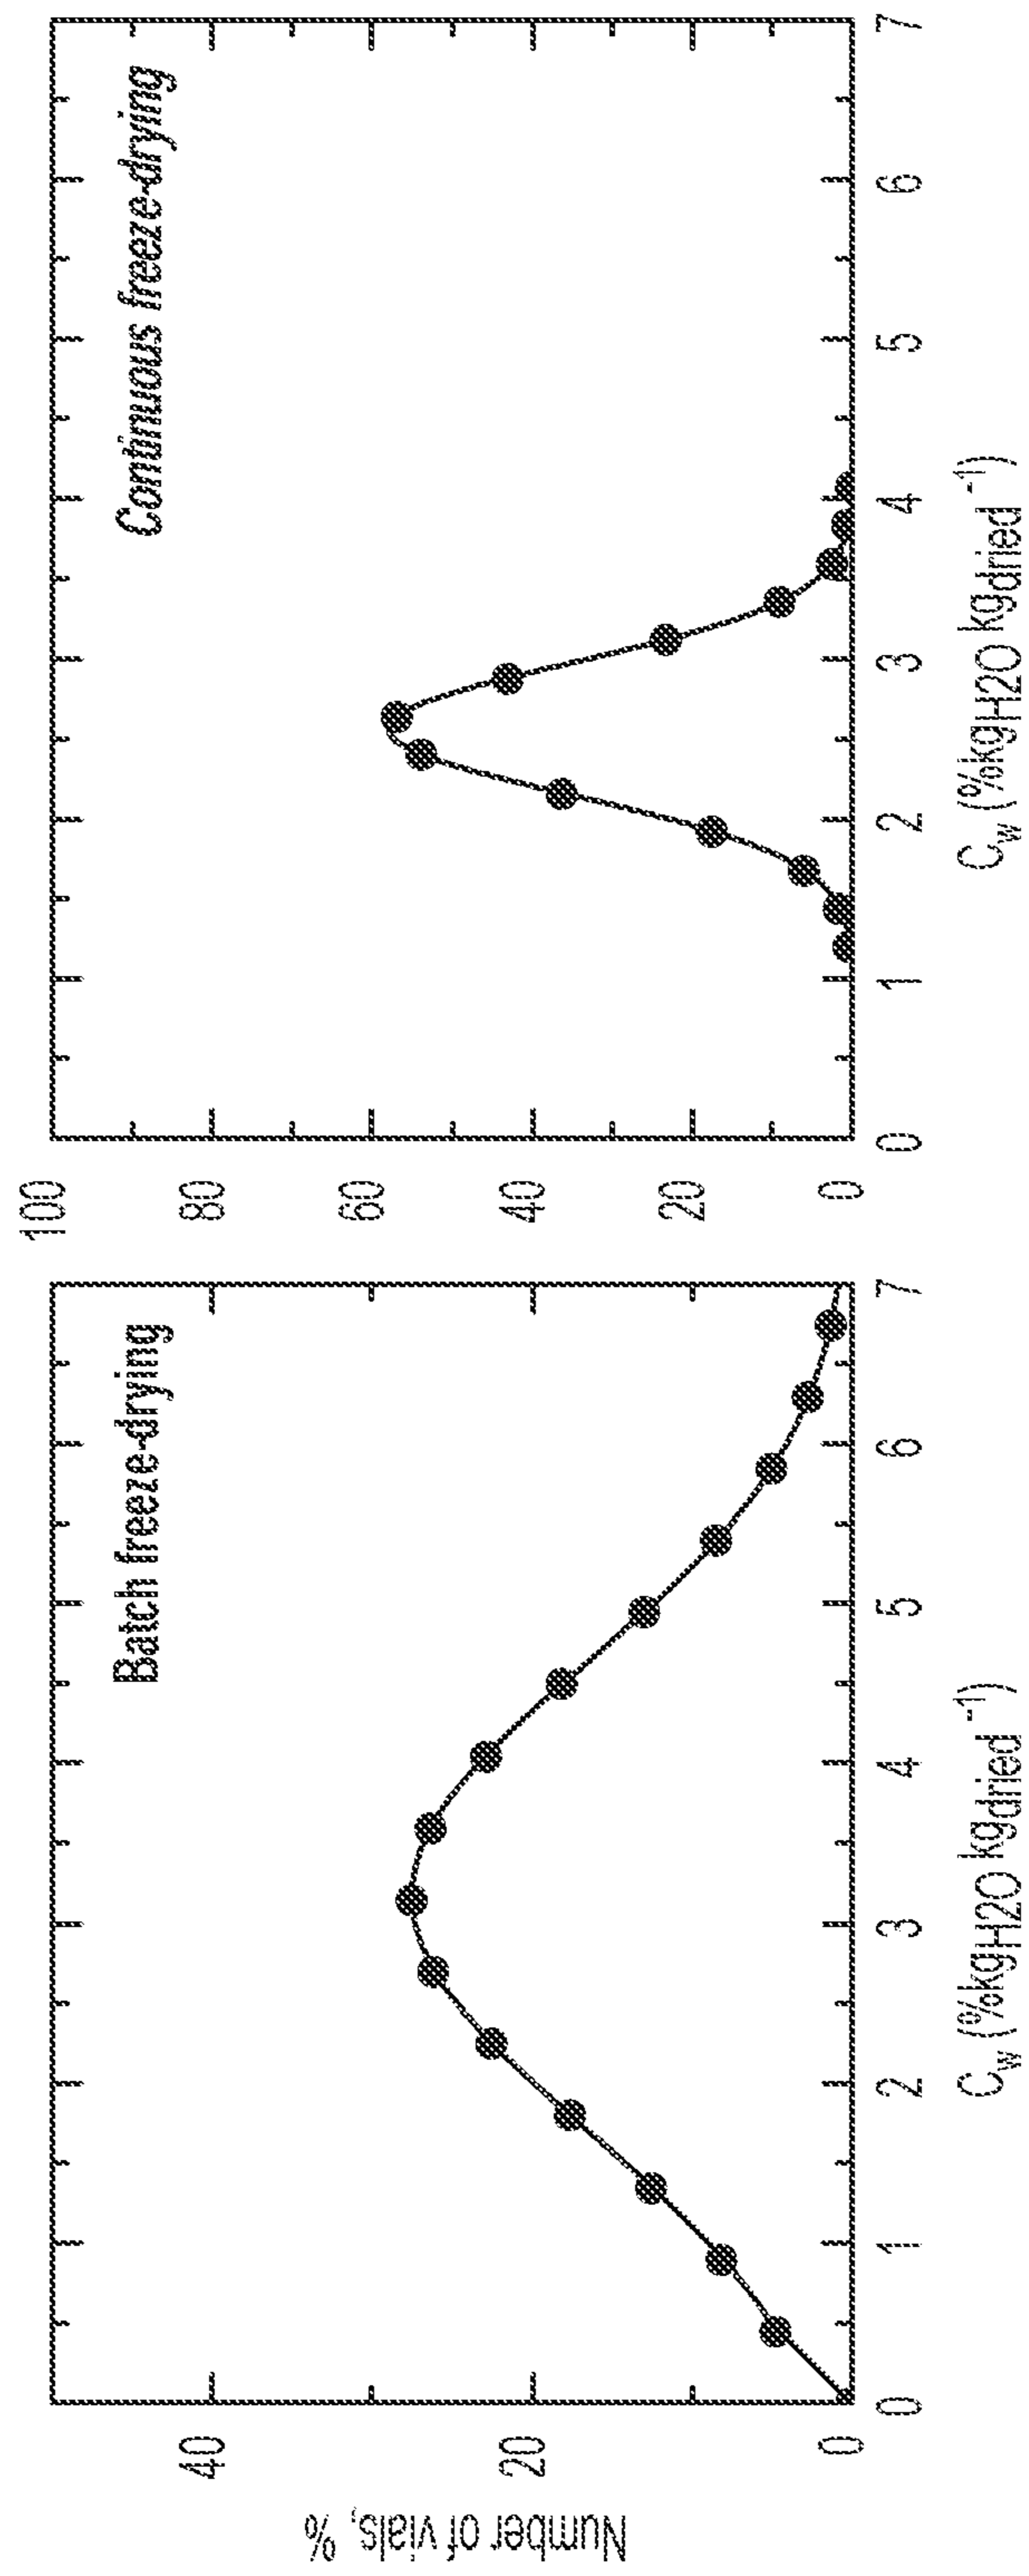 Batch freeze-drying
Number of vials, %
40
20
0
0 1 2 3 4 5 6 7
C_w (%kg_H2O kg_dried^-1)
Continuous freeze-drying
100
80
60
40
20
0
0 1 2 3 4 5 6 7
C_w (%kg_H2O kg_dried^-1)